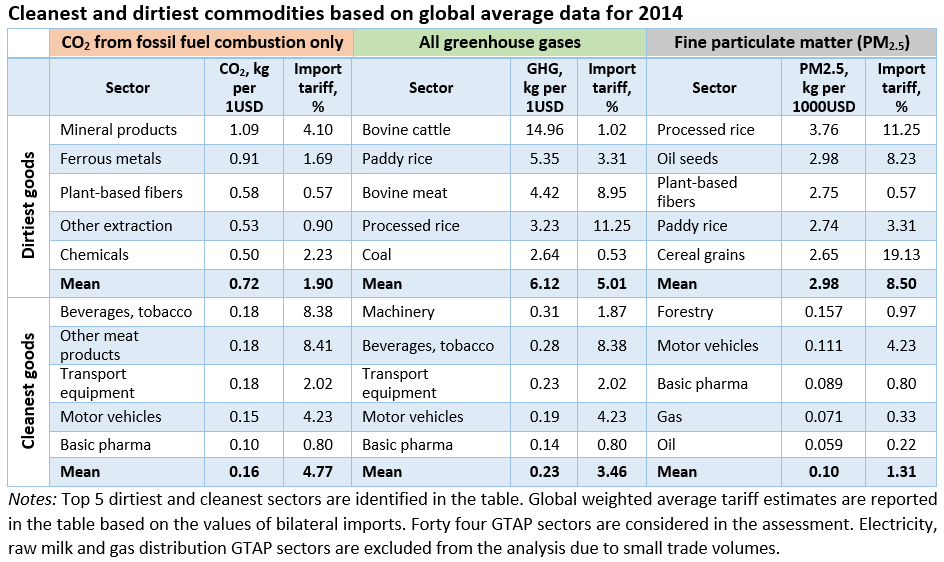 Cleanest and dirtiest commodities based on global average data for 2014
CO₂ from fossil fuel combustion only All greenhouse gases Fine particulate matter (PM₂.₅)
Sector CO₂, kg per 1USD Import tariff, % Sector GHG, kg per 1USD Import tariff, % Sector PM2.5, kg per 1000USD Import tariff, %
Dirtiest goods
Mineral products 1.09 4.10 Bovine cattle 14.96 1.02 Processed rice 3.76 11.25
Ferrous metals 0.91 1.69 Paddy rice 5.35 3.31 Oil seeds 2.98 8.23
Plant-based fibers 0.58 0.57 Bovine meat 4.42 8.95 Plant-based fibers 2.75 0.57
Other extraction 0.53 0.90 Processed rice 3.23 11.25 Paddy rice 2.74 3.31
Chemicals 0.50 2.23 Coal 2.64 0.53 Cereal grains 2.65 19.13
Mean 0.72 1.90 Mean 6.12 5.01 Mean 2.98 8.50
Cleanest goods
Beverages, tobacco 0.18 8.38 Machinery 0.31 1.87 Forestry 0.157 0.97
Other meat products 0.18 8.41 Beverages, tobacco 0.28 8.38 Motor vehicles 0.111 4.23
Transport equipment 0.18 2.02 Transport equipment 0.23 2.02 Basic pharma 0.089 0.80
Motor vehicles 0.15 4.23 Motor vehicles 0.19 4.23 Gas 0.071 0.33
Basic pharma 0.10 0.80 Basic pharma 0.14 0.80 Oil 0.059 0.22
Mean 0.16 4.77 Mean 0.23 3.46 Mean 0.10 1.31
Notes: Top 5 dirtiest and cleanest sectors are identified in the table. Global weighted average tariff estimates are reported
in the table based on the values of bilateral imports. Forty four GTAP sectors are considered in the assessment. Electricity,
raw milk and gas distribution GTAP sectors are excluded from the analysis due to small trade volumes.